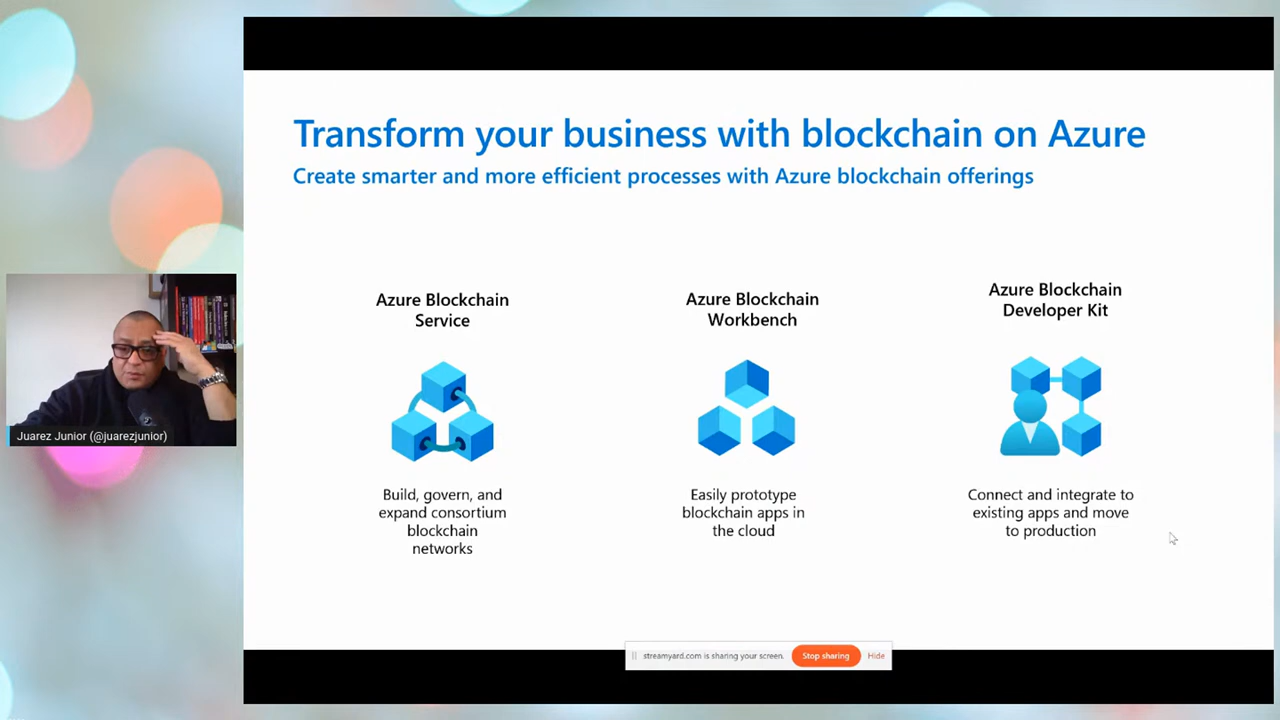 Transform your business with blockchain on Azure
Create smarter and more efficient processes with Azure blockchain offerings
Azure Blockchain
Service
Build, govern, and
expand consortium
blockchain
networks
Azure Blockchain
Workbench
Easily prototype
blockchain apps in
the cloud
Azure Blockchain
Developer Kit
Connect and integrate to
existing apps and move
to production
Juarez Junior (@juarezjunior)
streamyard.com is sharing your screen.
Stop sharing
Hide